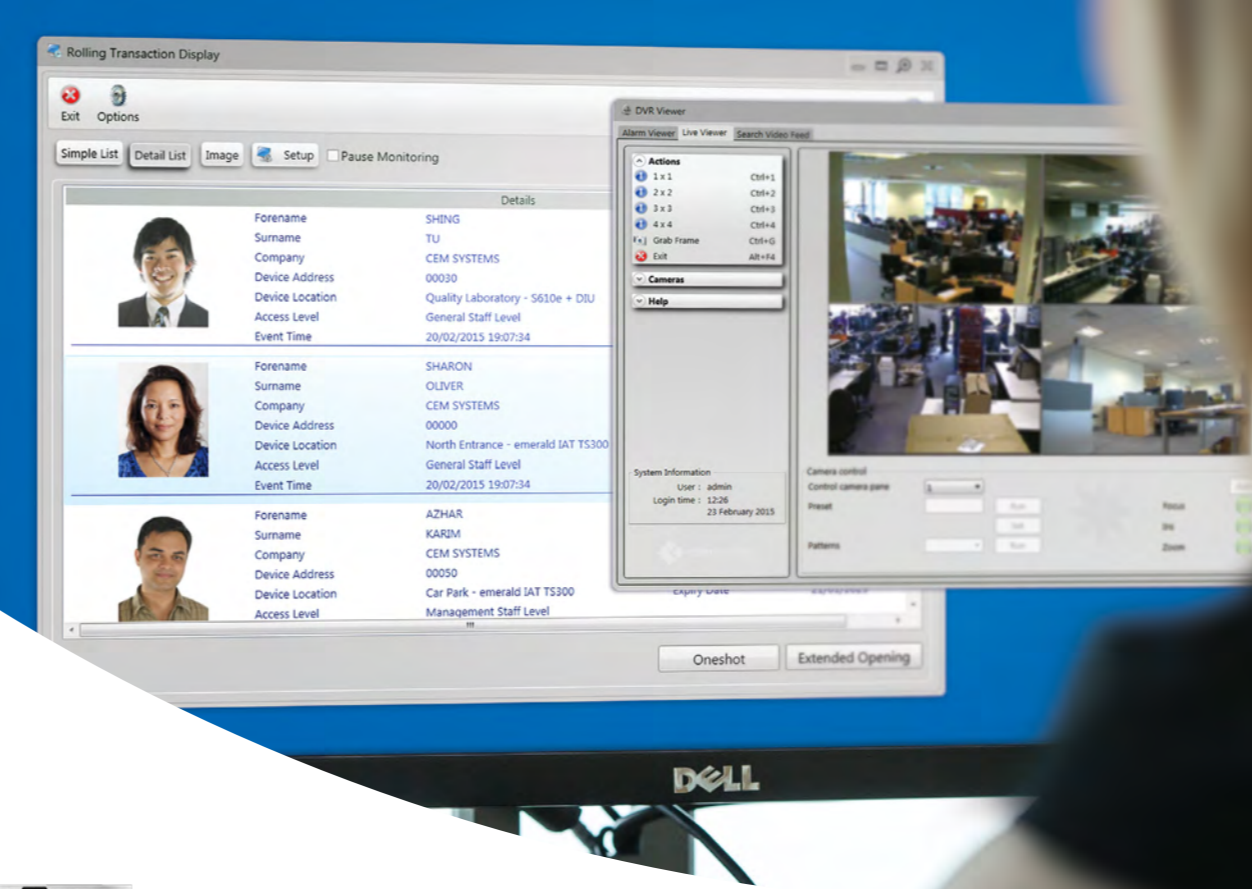 Rolling Transaction Display
Exit Options
Simple List Detail List Image Setup Pause Monitoring
Details
Forename SHING
Surname TU
Company CEM SYSTEMS
Device Address 00030
Device Location Quality Laboratory - S610e + DIU
Access Level General Staff Level
Event Time 20/02/2015 19:07:34
Forename SHARON
Surname OLIVER
Company CEM SYSTEMS
Device Address 00000
Device Location North Entrance - emerald IAT TS300
Access Level General Staff Level
Event Time 20/02/2015 19:07:34
Forename AZHAR
Surname KARIM
Company CEM SYSTEMS
Device Address 00050
Device Location Car Park - emerald IAT TS300
Expiry Date
Access Level Management Staff Level
Oneshot Extended Opening
DVR Viewer
Alarm Viewer Live Viewer Search Video Feed
Actions
1 x 1 Ctrl+1
2 x 2 Ctrl+2
3 x 3 Ctrl+3
4 x 4 Ctrl+4
Grab Frame Ctrl+G
Exit Alt+F4
Cameras
Help
System Information
User : admin
Login time : 12:26
23 February 2015
Camera control
Control camera pane 1
Preset Run Focus
Set Iris
Patterns Run Zoom
DELL